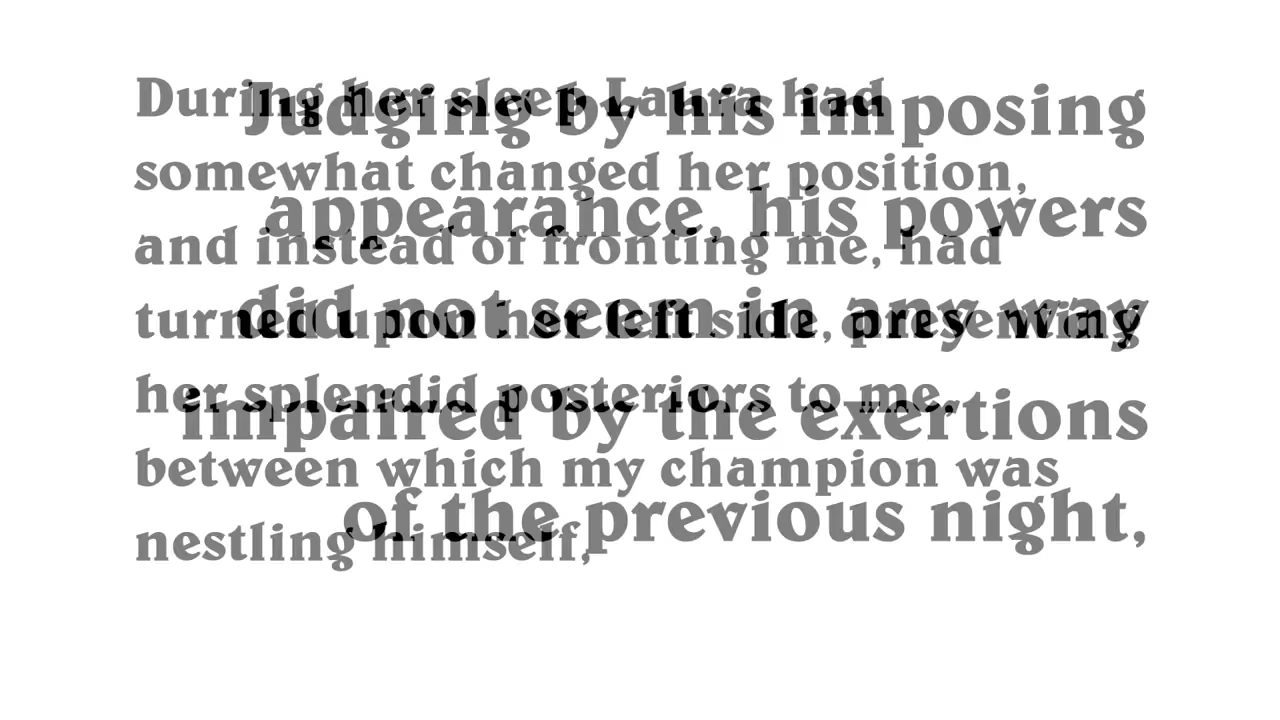 During her sleep Laura had
somewhat changed her position,
and instead of fronting me, had
turned upon her left side, presenting
her splendid posteriors to me,
between which my champion was
nestling himself,
Judging by his imposing
appearance, his powers
did not seem in any way
impaired by the exertions
of the previous night,